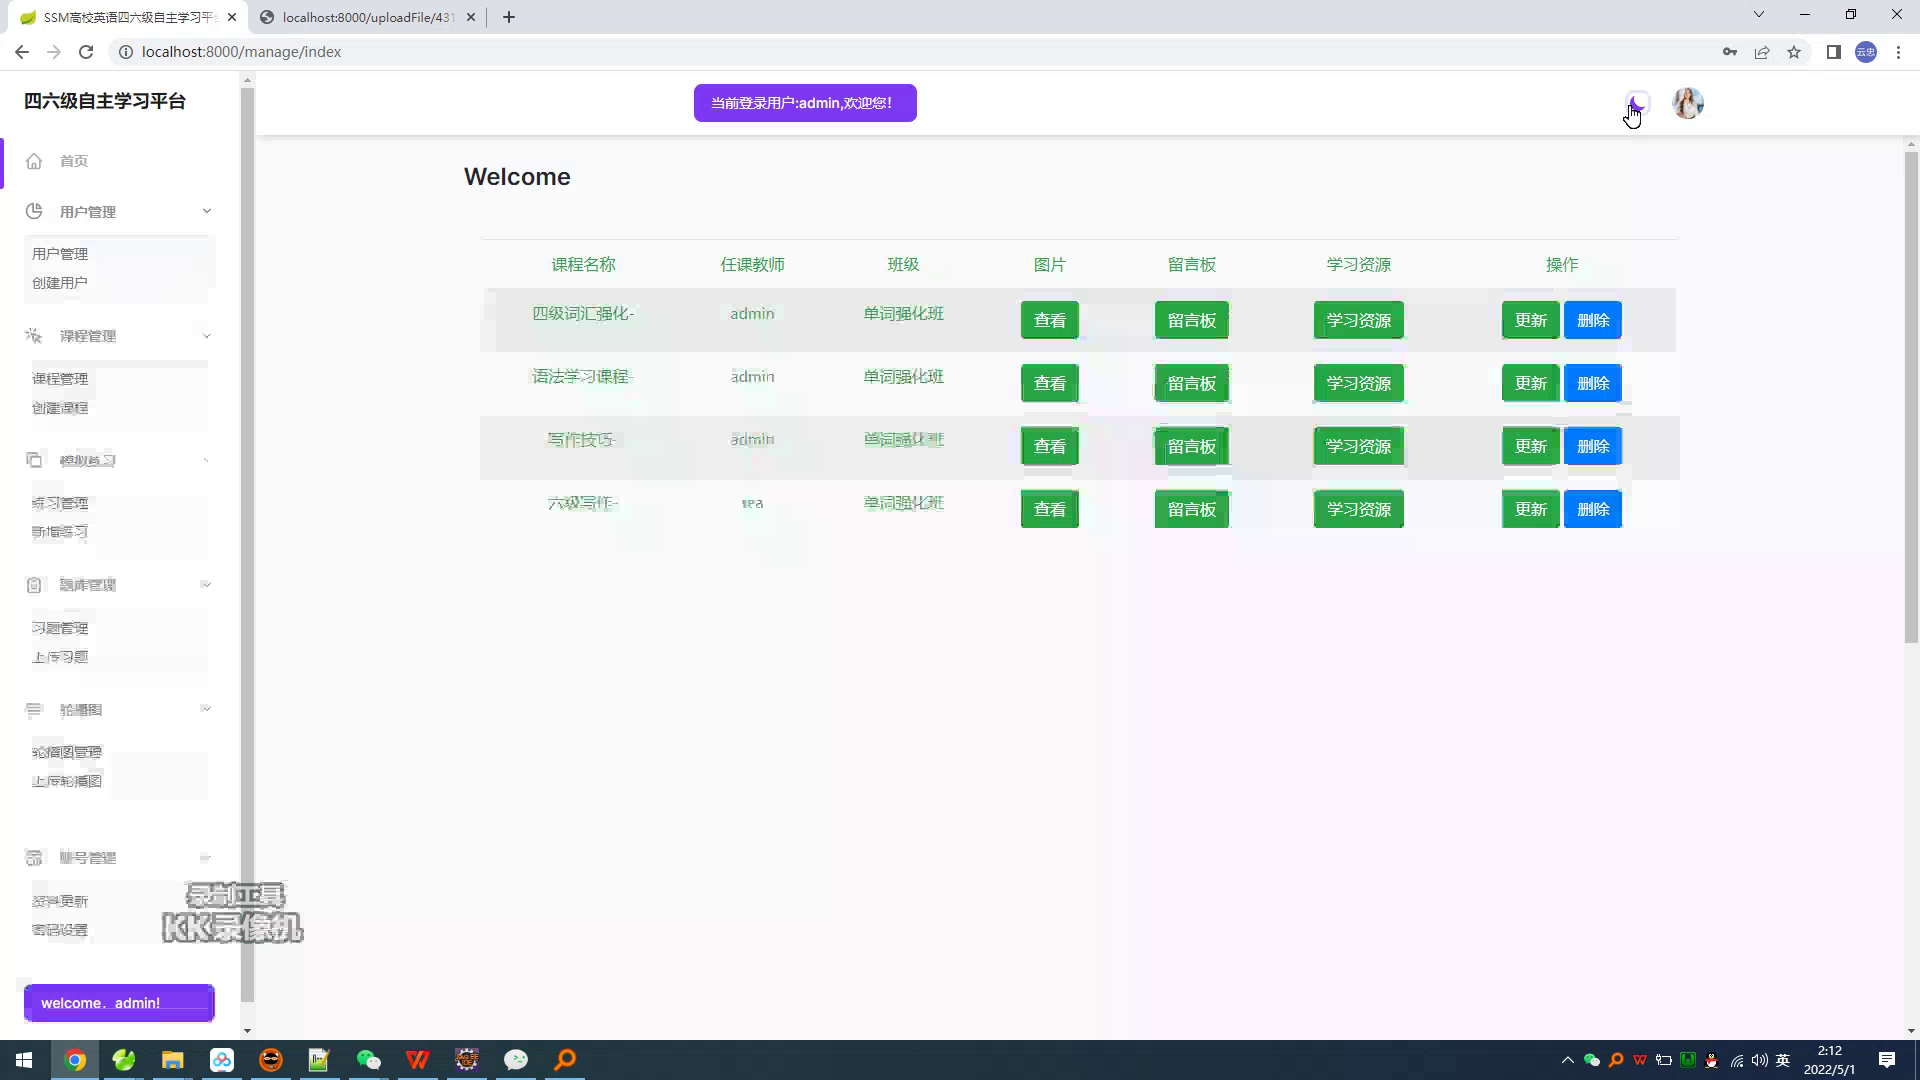 SSM高校英语四六级自主学习平台
localhost:8000/uploadFile/431
localhost:8000/manage/index
云忠
四六级自主学习平台
当前登录用户:admin,欢迎您!
首页
用户管理
用户管理
创建用户
课程管理
课程管理
创建课程
模拟练习
练习管理
新增练习
题库管理
习题管理
上传习题
轮播图
轮播图管理
上传轮播图
账号管理
资料更新
密码设置
welcome, admin!
Welcome
课程名称 任课教师 班级 图片 留言板 学习资源 操作
四级词汇强化- admin 单词强化班 查看 留言板 学习资源 更新 删除
语法学习课程- admin 单词强化班 查看 留言板 学习资源 更新 删除
写作技巧- admin 单词强化班 查看 留言板 学习资源 更新 删除
六级写作- tea 单词强化班 查看 留言板 学习资源 更新 删除
录制工具
KK录像机
英
2:12
2022/5/1